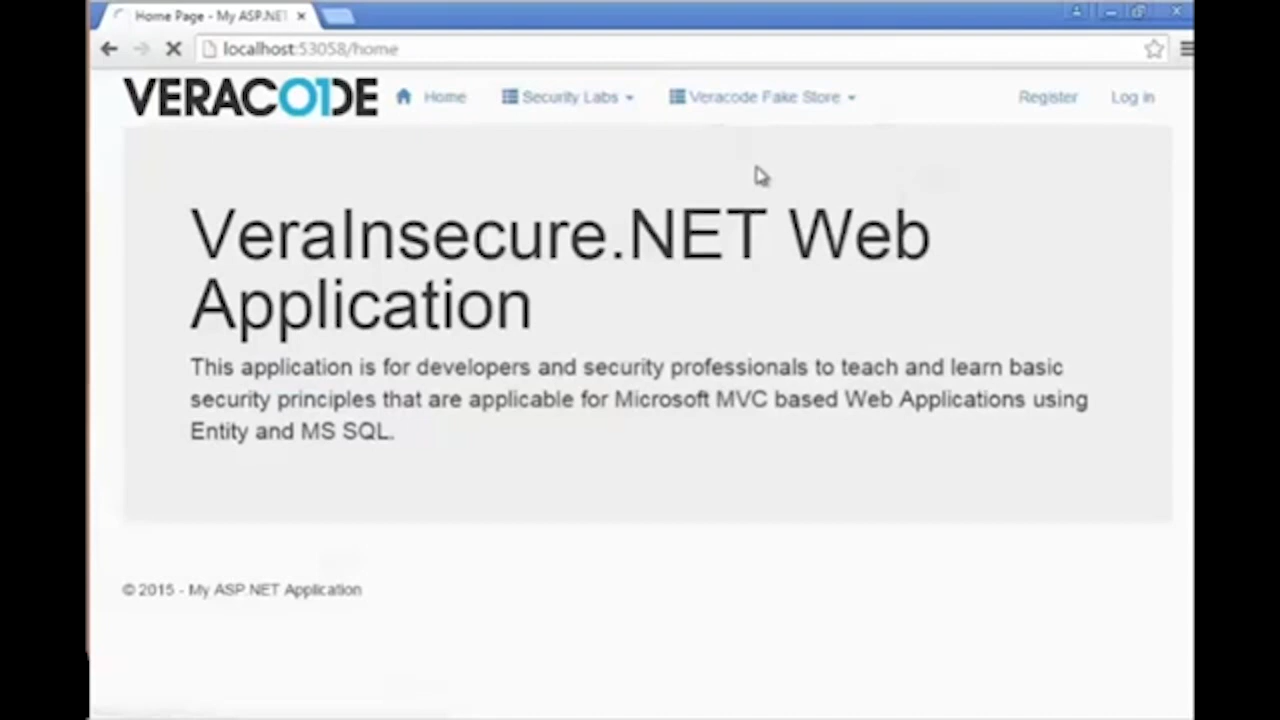 Home Page - My ASP.NET
localhost:53058/home
VERACODE Home Security Labs Veracode Fake Store Register Log in
VeraInsecure.NET Web
Application
This application is for developers and security professionals to teach and learn basic
security principles that are applicable for Microsoft MVC based Web Applications using
Entity and MS SQL.
© 2015 - My ASP.NET Application